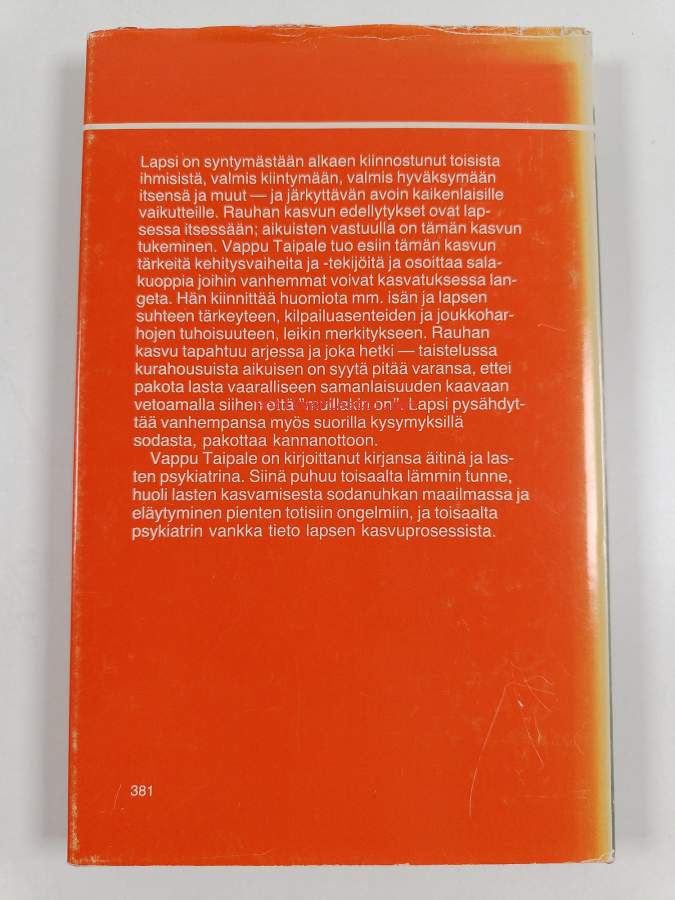 Lapsi on syntymästään alkaen kiinnostunut toisista
ihmisistä, valmis kiintymään, valmis hyväksymään
itsensä ja muut — ja järkyttävän avoin kaikenlaisille
vaikutteille. Rauhan kasvun edellytykset ovat lap-
sessa itsessään; aikuisten vastuulla on tämän kasvun
tukeminen. Vappu Taipale tuo esiin tämän kasvun
tärkeitä kehitysvaiheita ja -tekijöitä ja osoittaa sala-
kuoppia joihin vanhemmat voivat kasvatuksessa lan-
geta. Hän kiinnittää huomiota mm. isän ja lapsen
suhteen tärkeyteen, kilpailuasenteiden ja joukkohar-
hojen tuhoisuuteen, leikin merkitykseen. Rauhan
kasvu tapahtuu arjessa ja joka hetki — taistelussa
kurahousuista aikuisen on syytä pitää varansa, ettei
pakota lasta vaaralliseen samanlaisuuden kaavaan
vetoamalla siihen että "muillakin on". Lapsi pysähdyt-
tää vanhempansa myös suorilla kysymyksillä
sodasta, pakottaa kannanottoon.
Vappu Taipale on kirjoittanut kirjansa äitinä ja las-
ten psykiatrina. Siinä puhuu toisaalta lämmin tunne,
huoli lasten kasvamisesta sodanuhkan maailmassa ja
eläytyminen pienten totisiin ongelmiin, ja toisaalta
psykiatrin vankka tieto lapsen kasvuprosessista.
381